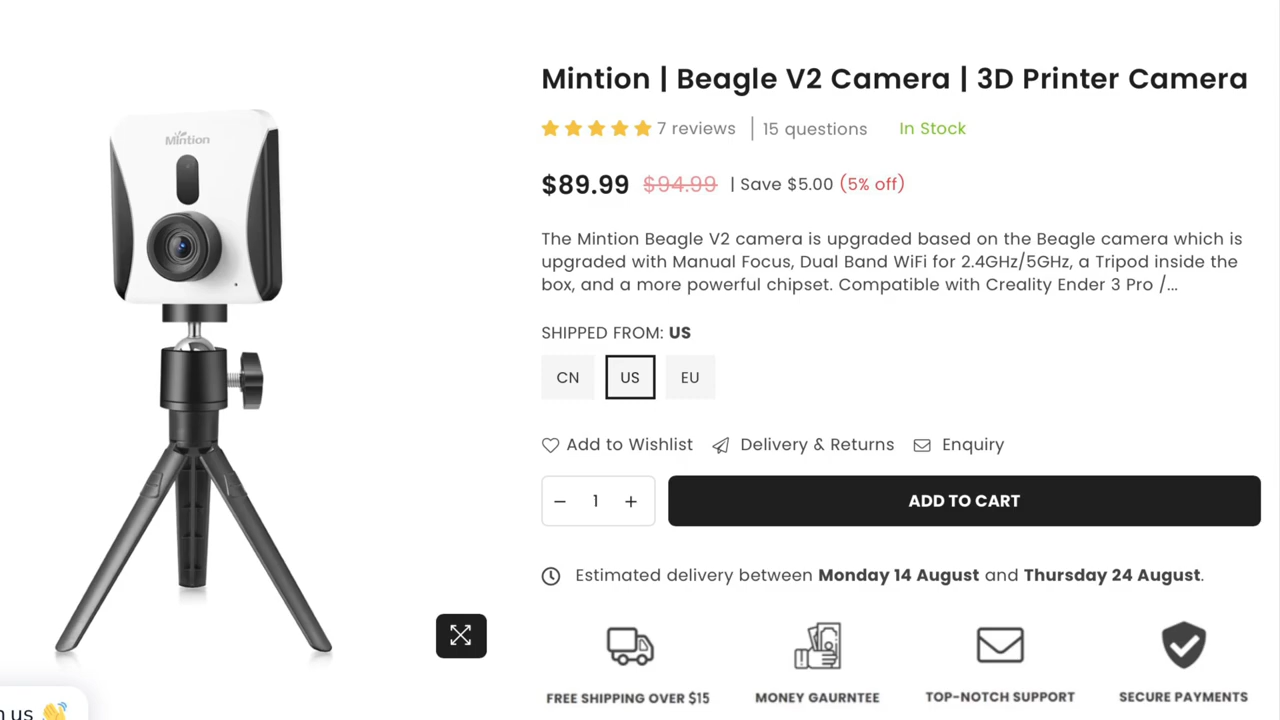 Mintion | Beagle V2 Camera | 3D Printer Camera
7 reviews | 15 questions In Stock
$89.99 $94.99 | Save $5.00 (5% off)
The Mintion Beagle V2 camera is upgraded based on the Beagle camera which is
upgraded with Manual Focus, Dual Band WiFi for 2.4GHz/5GHz, a Tripod inside the
box, and a more powerful chipset. Compatible with Creality Ender 3 Pro /...
SHIPPED FROM: US
CN US EU
Add to Wishlist Delivery & Returns Enquiry
− 1 + ADD TO CART
Estimated delivery between Monday 14 August and Thursday 24 August.
FREE SHIPPING OVER $15 MONEY GAURNTEE TOP-NOTCH SUPPORT SECURE PAYMENTS
Mintion
us